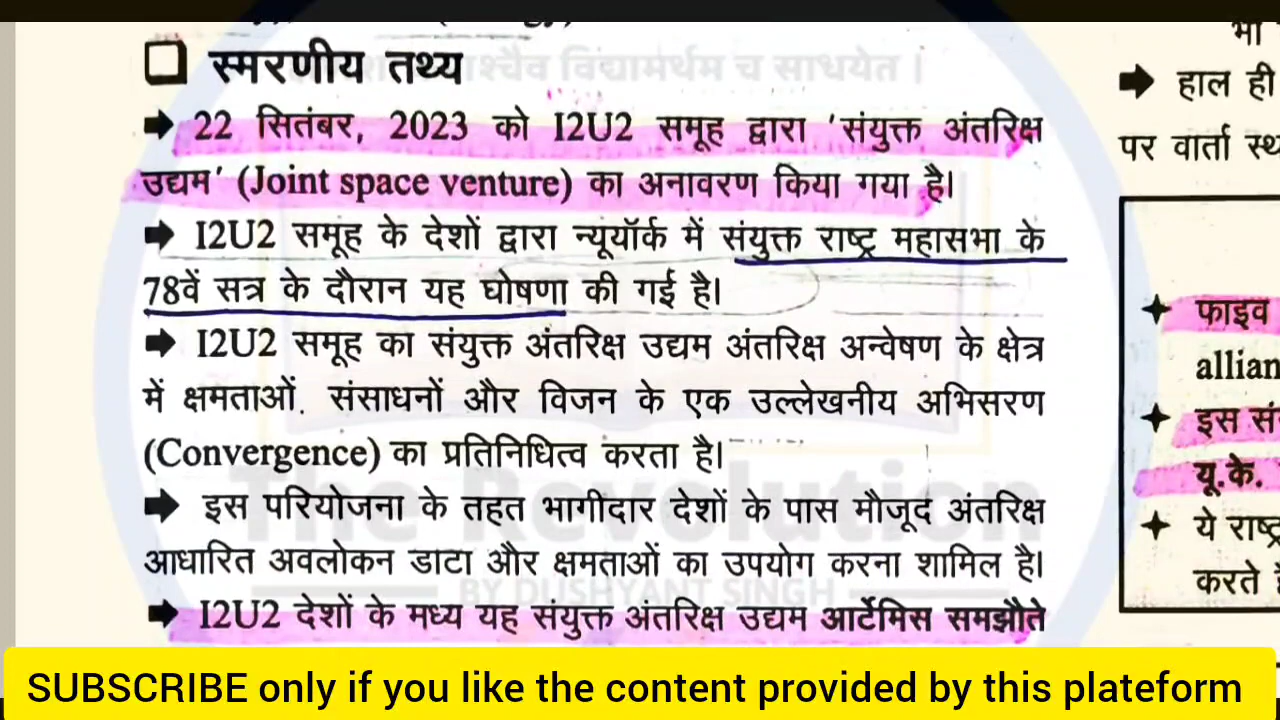 ❑ स्मरणीय तथ्य
➡ 22 सितंबर, 2023 को I2U2 समूह द्वारा 'संयुक्त अंतरिक्ष
उद्यम' (Joint space venture) का अनावरण किया गया है।
➡ I2U2 समूह के देशों द्वारा न्यूयॉर्क में संयुक्त राष्ट्र महासभा के
78वें सत्र के दौरान यह घोषणा की गई है।
➡ I2U2 समूह का संयुक्त अंतरिक्ष उद्यम अंतरिक्ष अन्वेषण के क्षेत्र
में क्षमताओं. संसाधनों और विजन के एक उल्लेखनीय अभिसरण
(Convergence) का प्रतिनिधित्व करता है।
➡ इस परियोजना के तहत भागीदार देशों के पास मौजूद अंतरिक्ष
आधारित अवलोकन डाटा और क्षमताओं का उपयोग करना शामिल है।
➡ I2U2 देशों के मध्य यह संयुक्त अंतरिक्ष उद्यम आर्टेमिस समझौते
भी
➡ हाल ही
पर वार्ता
फाइव
इस
यू.के.
ये
करते
The Revolution
BY DUSHYANT SINGH
SUBSCRIBE only if you like the content provided by this plateform